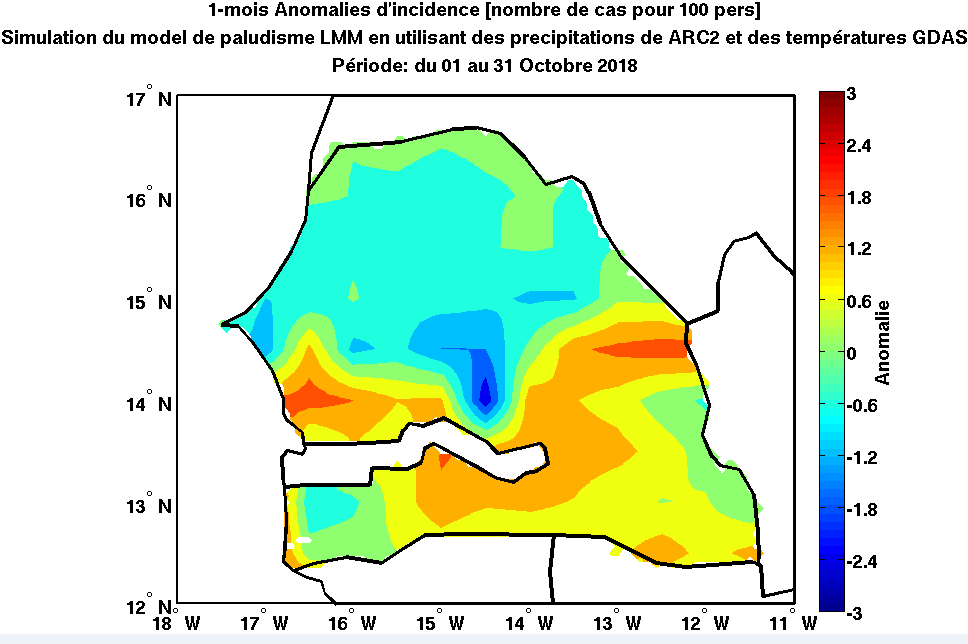 1-mois Anomalies d'incidence [nombre de cas pour 100 pers]
Simulation du model de paludisme LMM en utilisant des precipitations de ARC2 et des températures GDAS
Période: du 01 au 31 Octobre 2018
17° N
16° N
15° N
14° N
13° N
12° N
18° W
17° W
16° W
15° W
14° W
13° W
12° W
11° W
3
2.4
1.8
1.2
0.6
0
-0.6
-1.2
-1.8
-2.4
-3
Anomalie